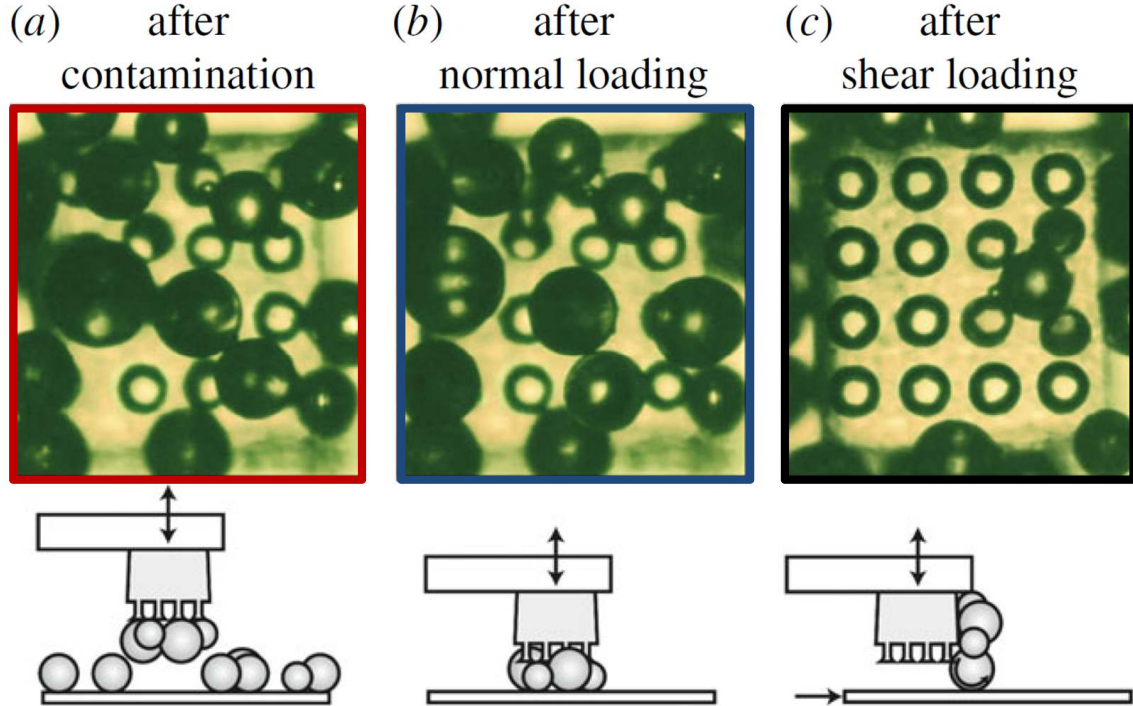 (a) after
contamination
(b) after
normal loading
(c) after
shear loading